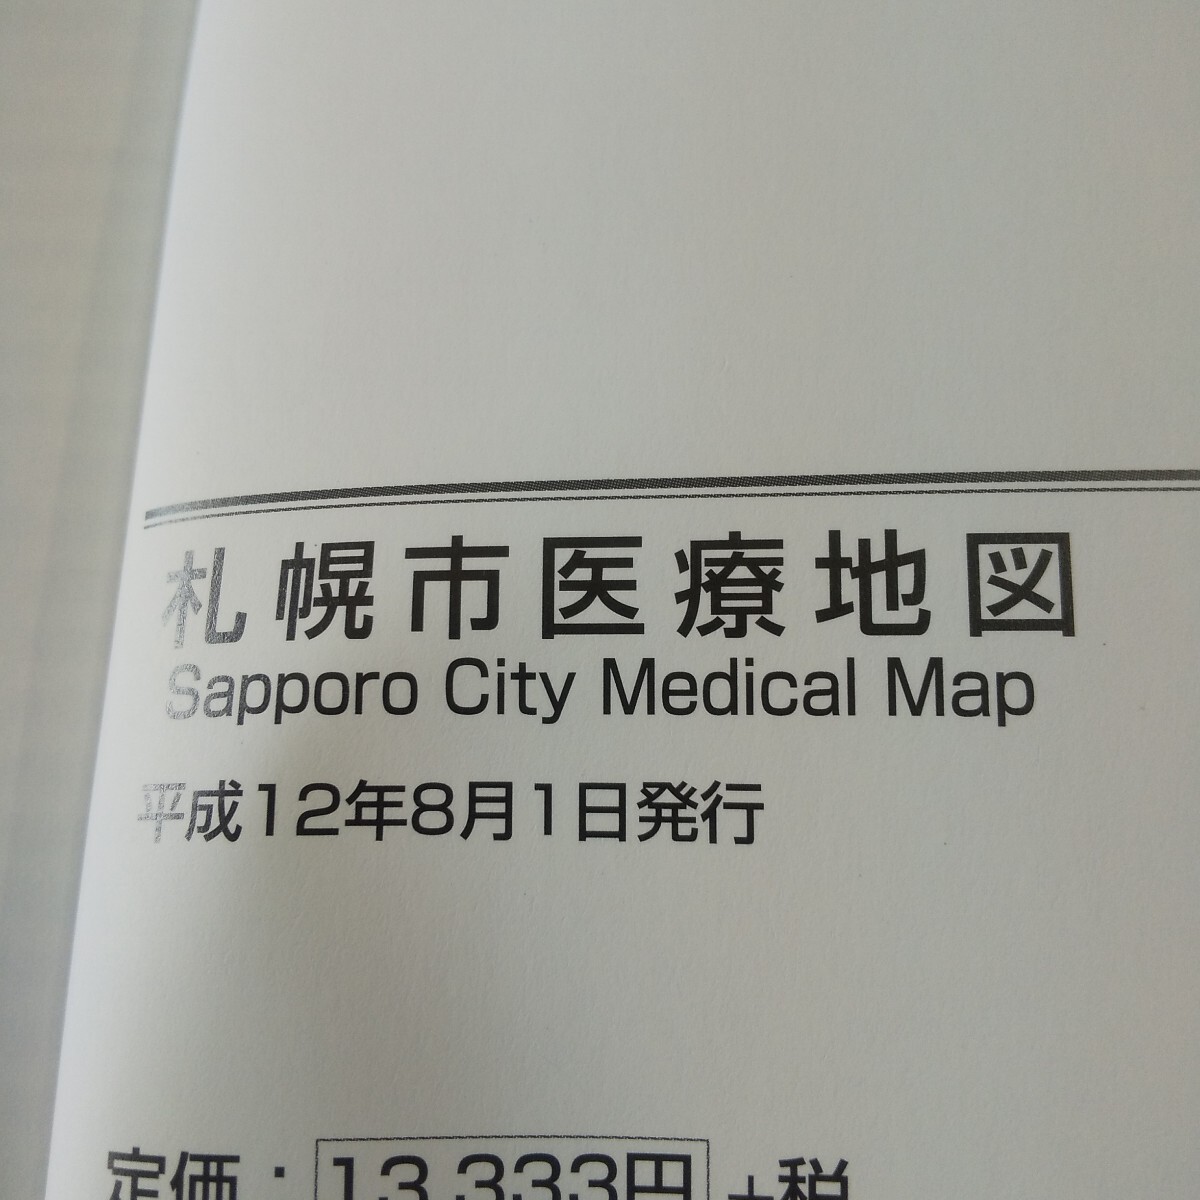 札幌市医療地図
Sapporo City Medical Map
平成12年8月1日発行
定価：13,333円+税